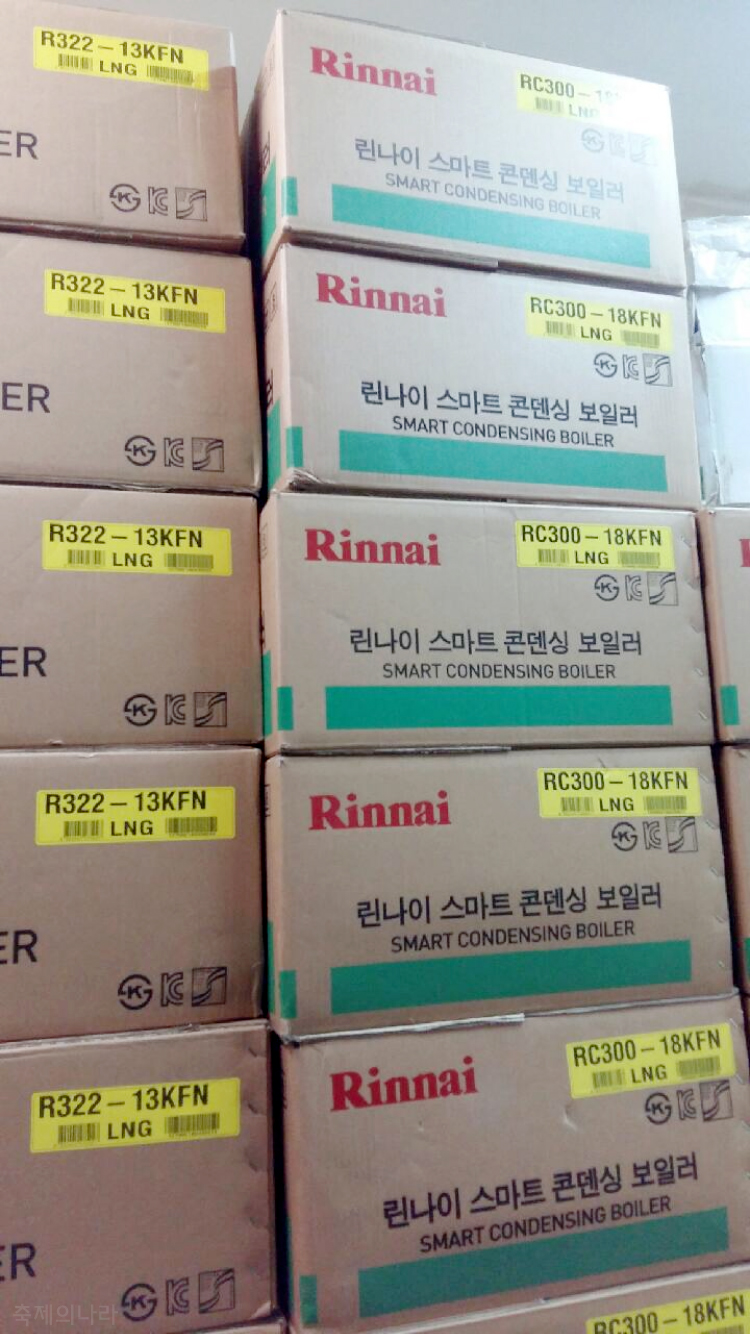 R322-13KFN
LNG
ER
R322-13KFN
LNG
ER
R322-13KFN
LNG
ER
R322-13KFN
LNG
ER
R322-13KFN
LNG
ER
Rinnai
RC300-18
LNG
린나이 스마트 콘덴싱 보일러
SMART CONDENSING BOILER
Rinnai
RC300-18KFN
LNG
린나이 스마트 콘덴싱 보일러
SMART CONDENSING BOILER
Rinnai
RC300-18KFN
LNG
린나이 스마트 콘덴싱 보일러
SMART CONDENSING BOILER
Rinnai
RC300-18KFN
LNG
린나이 스마트 콘덴싱 보일러
SMART CONDENSING BOILER
Rinnai
RC300-18KFN
LNG
린나이 스마트 콘덴싱 보일러
SMART CONDENSING BOILER
RC300-18KFN
축제의나라